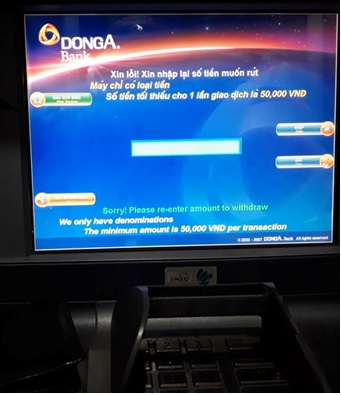 DONGA.
Bank
Xin lỗi! Xin nhập lại số tiền muốn rút
Máy chỉ có loại tiền
Số tiền tối thiểu cho 1 lần giao dịch là 50,000 VND
Sorry! Please re-enter amount to withdraw
We only have denominations
The minimum amount is 50,000 VND per transaction
DONGA. Bank All rights reserved